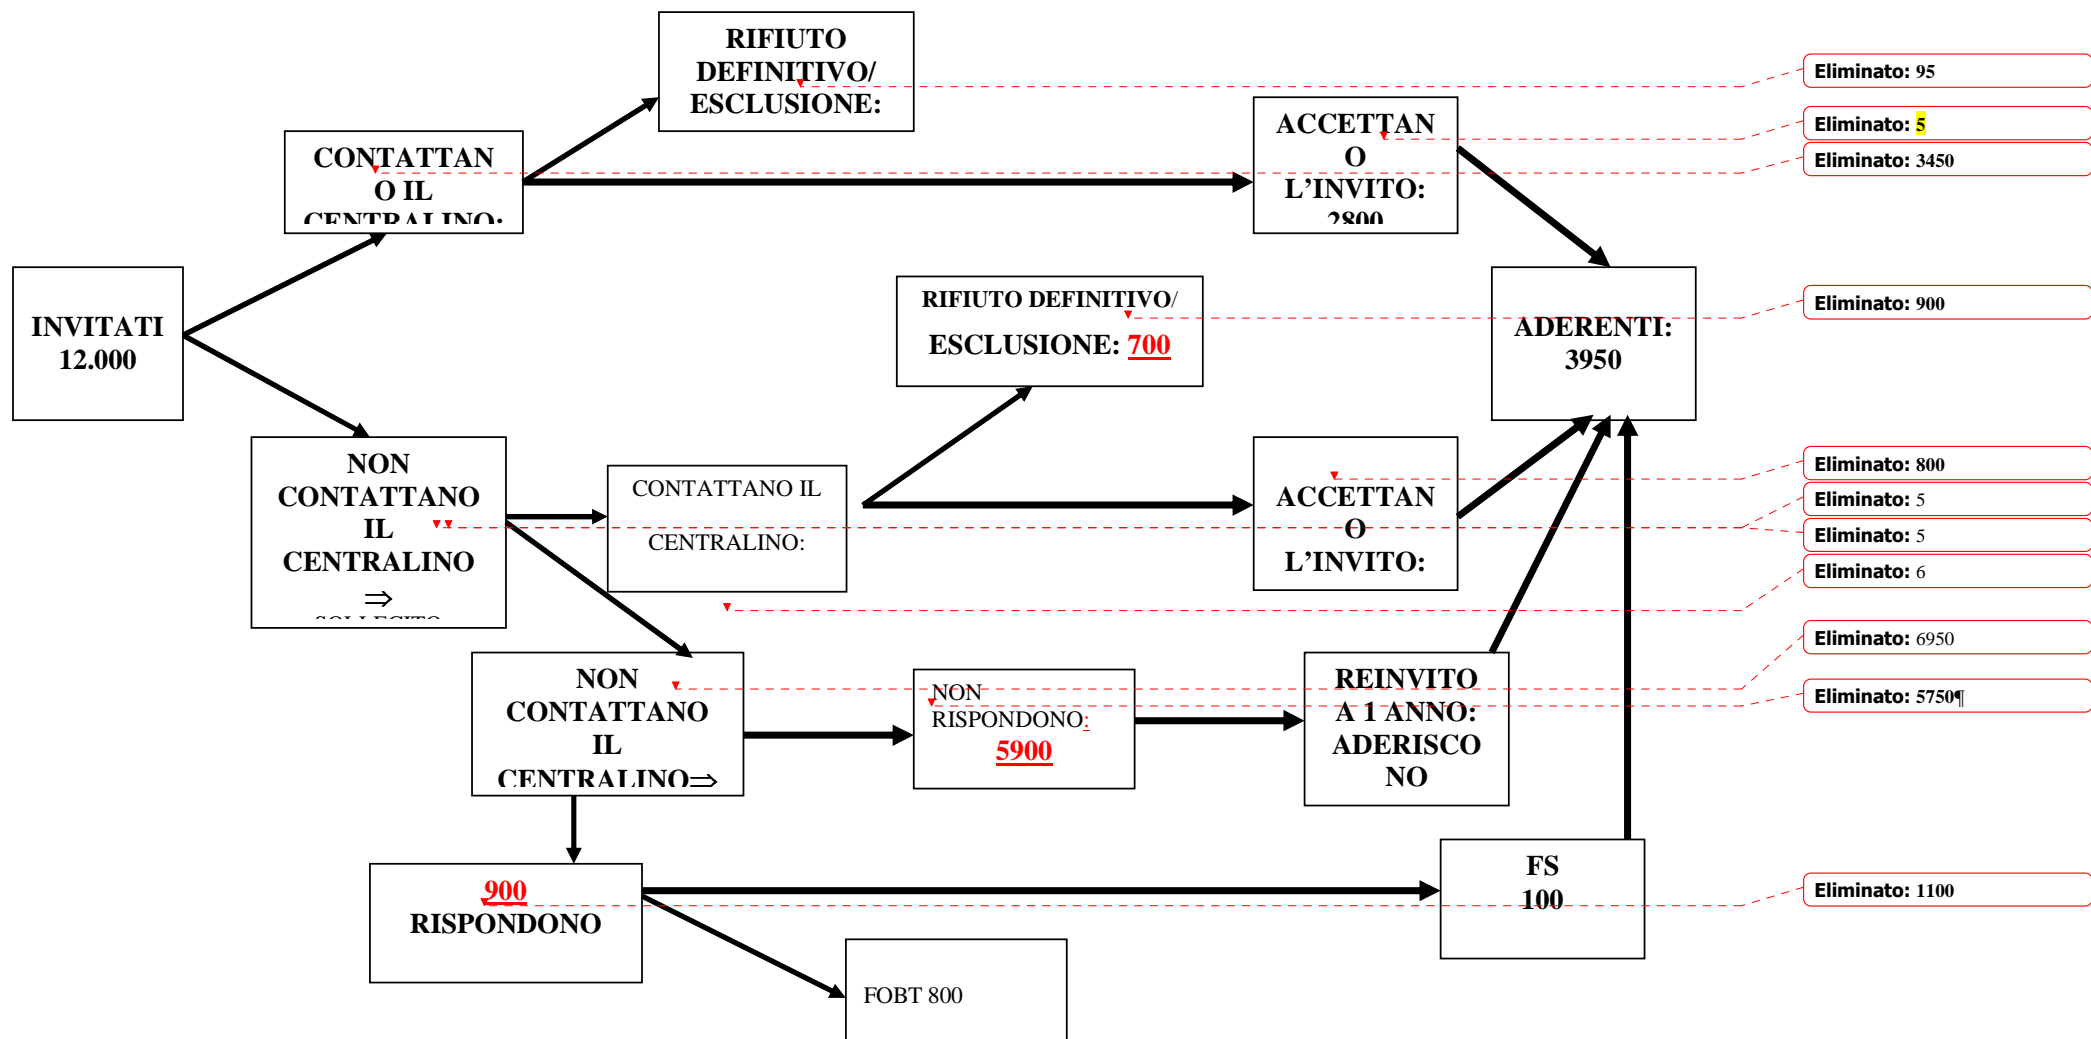 RIFIUTO
DEFINITIVO/
ESCLUSIONE:
CONTATTAN
O IL
CENTRALINO:
ACCETTAN
O
L’INVITO:
2800
INVITATI
12.000
RIFIUTO DEFINITIVO/
ESCLUSIONE: 700
ADERENTI:
3950
NON
CONTATTANO
IL
CENTRALINO
⇒
SOLLECITO
CONTATTANO IL
CENTRALINO:
ACCETTAN
O
L’INVITO:
NON
CONTATTANO
IL
CENTRALINO⇒
NON
RISPONDONO:
5900
REINVITO
A 1 ANNO:
ADERISCO
NO
900
RISPONDONO
FS
100
FOBT 800
Eliminato: 95
Eliminato: 5
Eliminato: 3450
Eliminato: 900
Eliminato: 800
Eliminato: 5
Eliminato: 5
Eliminato: 6
Eliminato: 6950
Eliminato: 5750¶
Eliminato: 1100